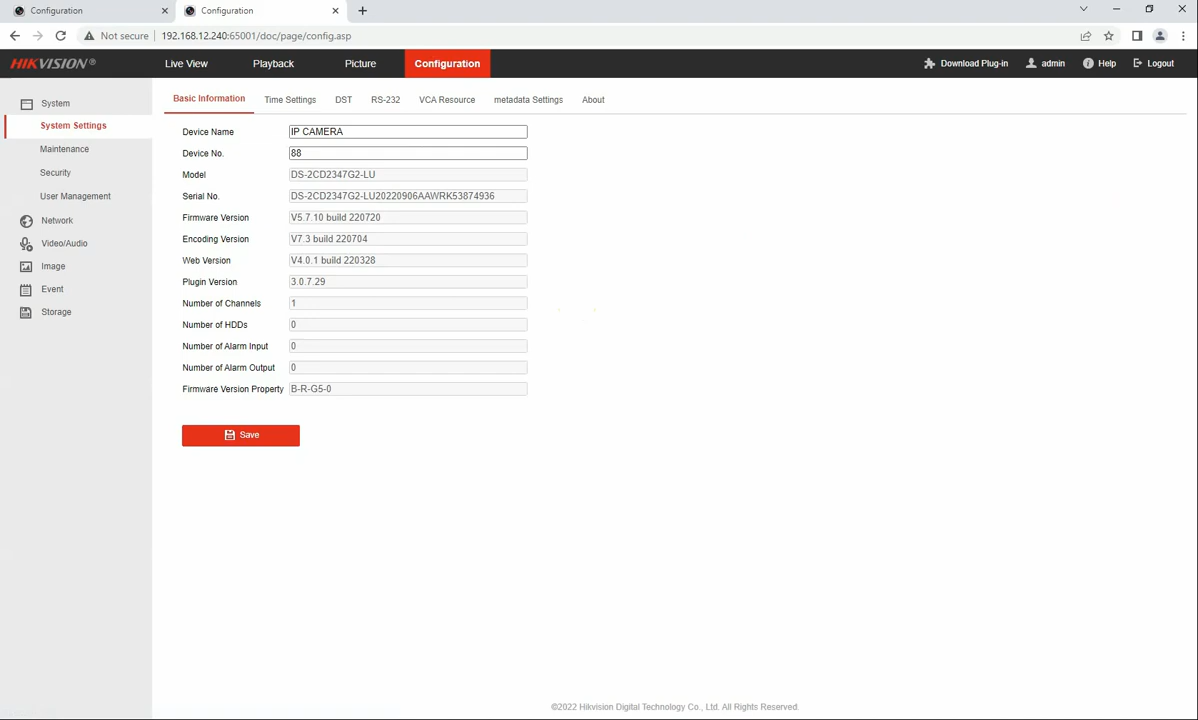 Configuration
Configuration
Not secure
192.168.12.240:65001/doc/page/config.asp
HIKVISION®
Live View
Playback
Picture
Configuration
Download Plug-in
admin
Help
Logout
System
System Settings
Maintenance
Security
User Management
Network
Video/Audio
Image
Event
Storage
Basic Information
Time Settings
DST
RS-232
VCA Resource
metadata Settings
About
Device Name IP CAMERA
Device No. 88
Model DS-2CD2347G2-LU
Serial No. DS-2CD2347G2-LU20220906AAWRK53874936
Firmware Version V5.7.10 build 220720
Encoding Version V7.3 build 220704
Web Version V4.0.1 build 220328
Plugin Version 3.0.7.29
Number of Channels 1
Number of HDDs 0
Number of Alarm Input 0
Number of Alarm Output 0
Firmware Version Property B-R-G5-0
Save
©2022 Hikvision Digital Technology Co., Ltd. All Rights Reserved.